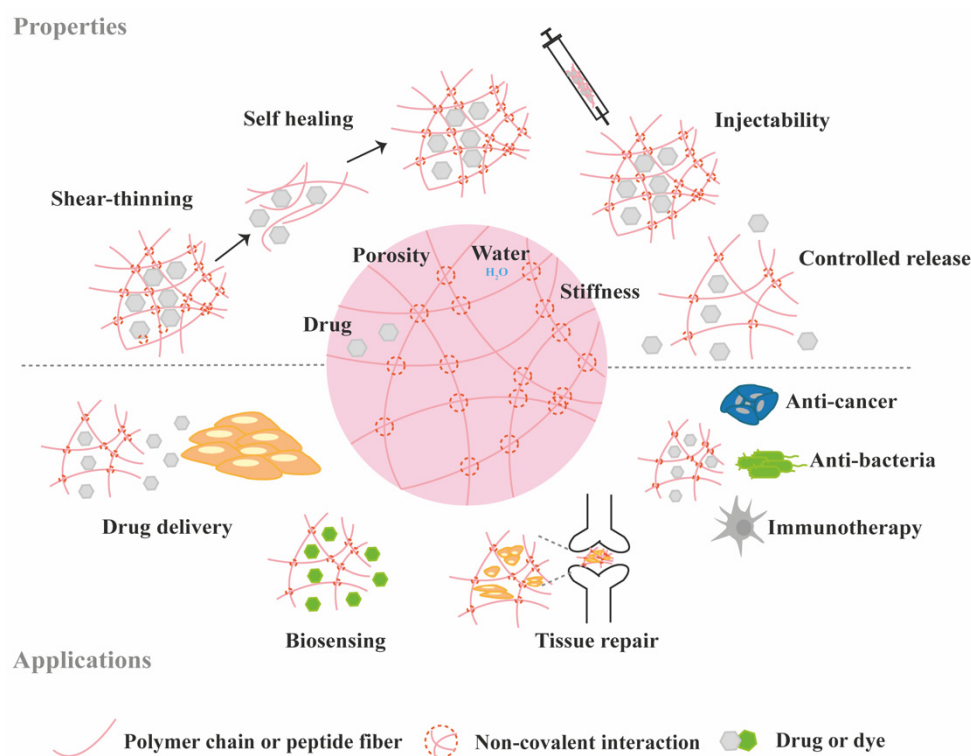 Properties
Self healing
Injectability
Shear-thinning
Porosity
Water
H₂O
Controlled release
Stiffness
Drug
Anti-cancer
Anti-bacteria
Drug delivery
Immunotherapy
Biosensing
Tissue repair
Applications
Polymer chain or peptide fiber
Non-covalent interaction
Drug or dye